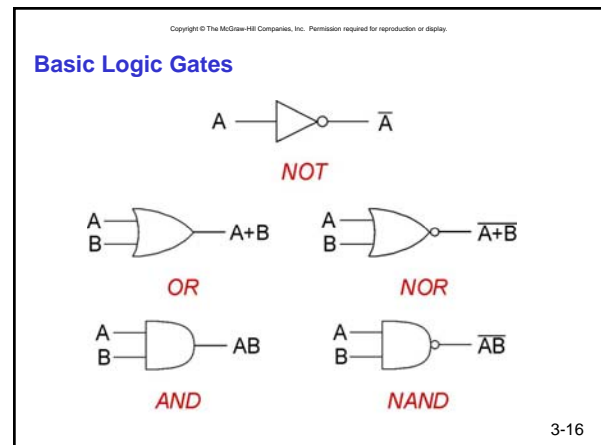 Copyright © The McGraw-Hill Companies, Inc. Permission required for reproduction or display.
Basic Logic Gates
A A̅
NOT
A
B
A+B
OR
A
B
A̅+̅B̅
NOR
A
B
AB
AND
A
B
A̅B̅
NAND
3-16